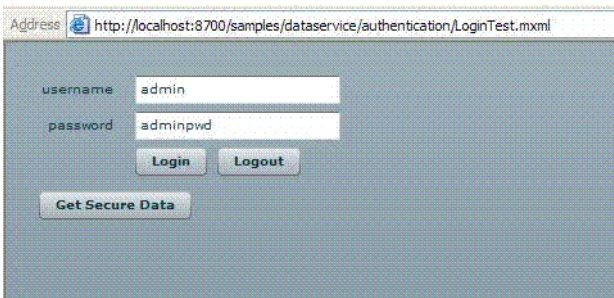 Address http://localhost:8700/samples/dataservice/authentication/LoginTest.mxml
username admin
password adminpwd
Login Logout
Get Secure Data